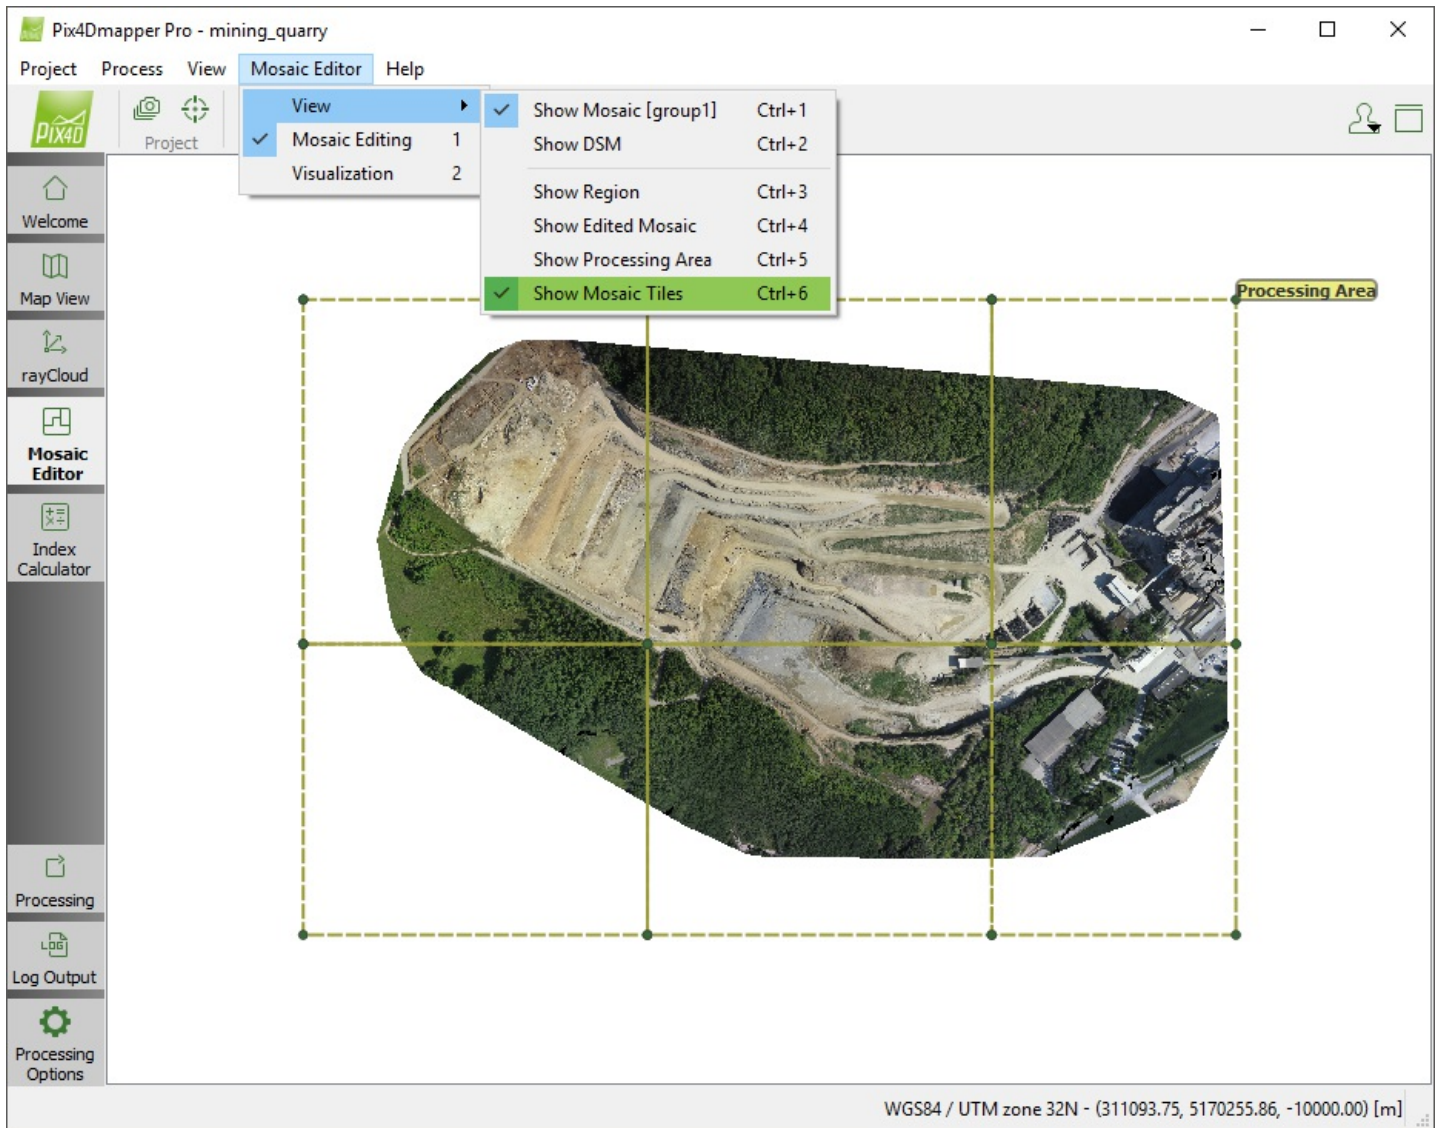 Pix4Dmapper Pro - mining_quarry
Project Process View Mosaic Editor Help
PIX4D
Project
View
Mosaic Editing 1
Visualization 2
Show Mosaic [group1] Ctrl+1
Show DSM Ctrl+2
Show Region Ctrl+3
Show Edited Mosaic Ctrl+4
Show Processing Area Ctrl+5
Show Mosaic Tiles Ctrl+6
Welcome
Map View
rayCloud
Mosaic
Editor
Index
Calculator
Processing
LOG
Log Output
Processing
Options
Processing Area
WGS84 / UTM zone 32N - (311093.75, 5170255.86, -10000.00) [m]